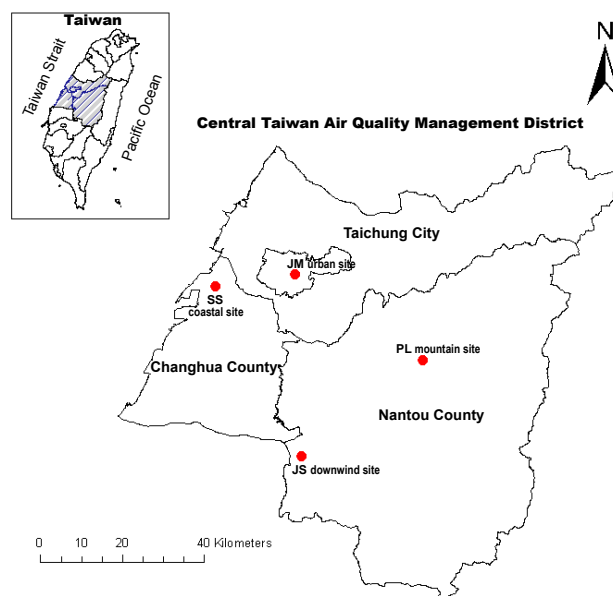 Taiwan
Taiwan Strait
Pacific Ocean
N
Central Taiwan Air Quality Management District
Taichung City
JM urban site
SS
coastal site
PL mountain site
Changhua County
Nantou County
JS downwind site
0 10 20 40 Kilometers